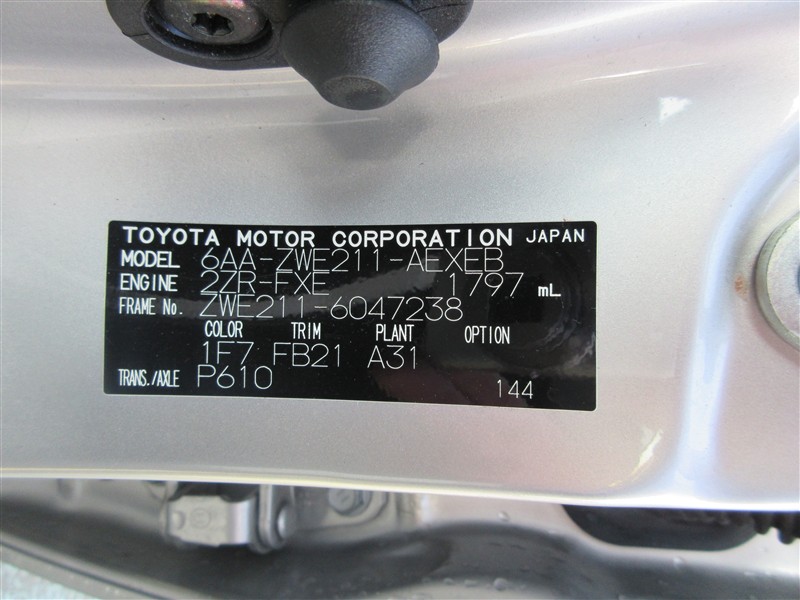 TOYOTA MOTOR CORPORATION JAPAN
MODEL 6AA-ZWE211-AEXEB
ENGINE 2ZR-FXE 1797 mL
FRAME No. ZWE211-6047238
COLOR TRIM PLANT OPTION
1F7 FB21 A31
TRANS./AXLE P610 144